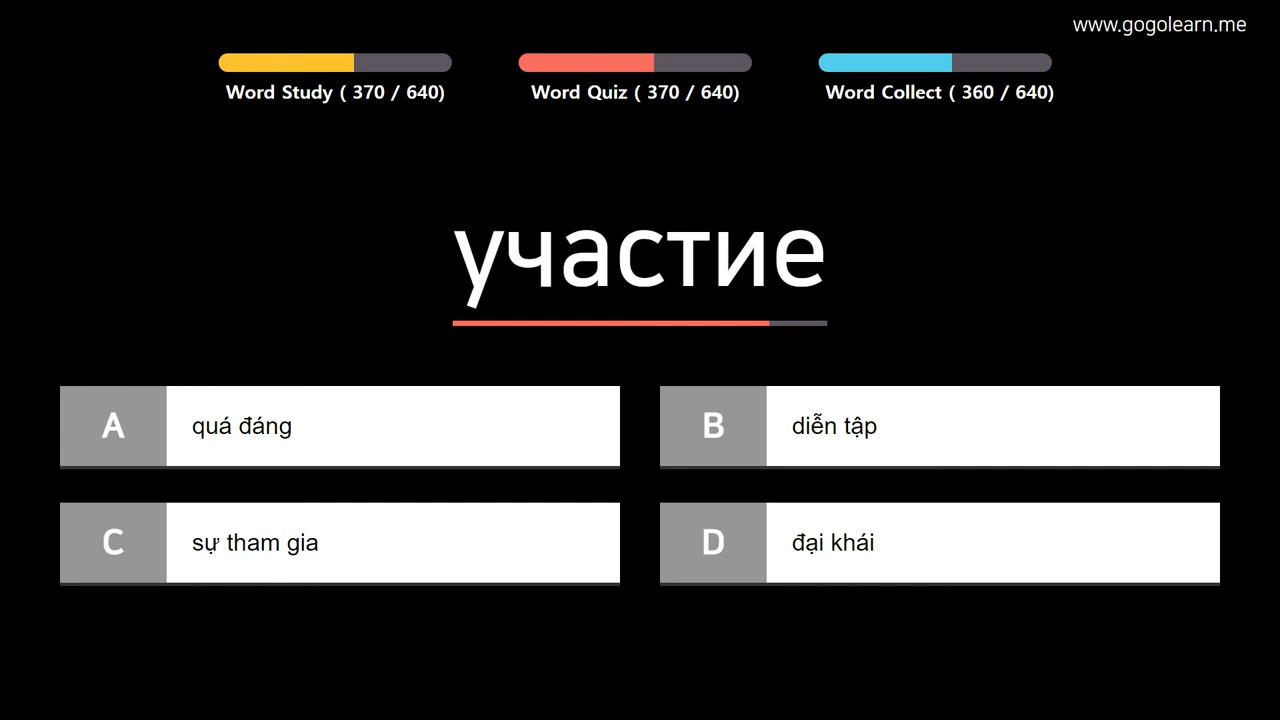 www.gogolearn.me
Word Study ( 370 / 640)
Word Quiz ( 370 / 640)
Word Collect ( 360 / 640)
участие
A quá đáng
B diễn tập
C sự tham gia
D đại khái